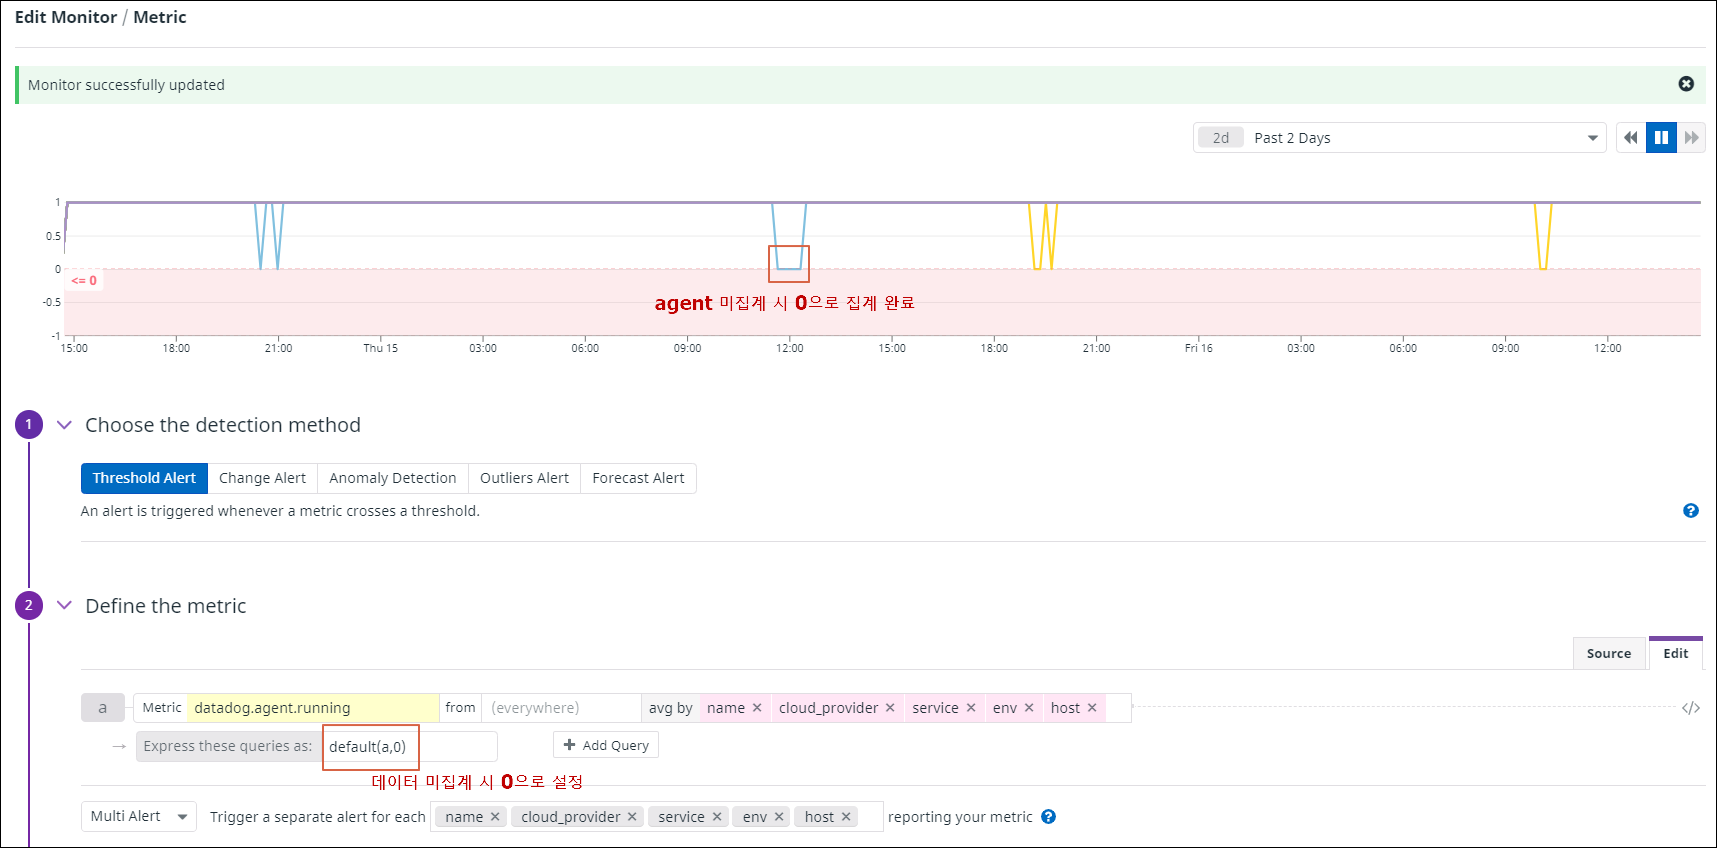 Edit Monitor / Metric
Monitor successfully updated
2d Past 2 Days
1
0.5
0
<= 0
-0.5
-1
agent 미집계 시 0으로 집계 완료
15:00 18:00 21:00 Thu 15 03:00 06:00 09:00 12:00 15:00 18:00 21:00 Fri 16 03:00 06:00 09:00 12:00
1 Choose the detection method
Threshold Alert Change Alert Anomaly Detection Outliers Alert Forecast Alert
An alert is triggered whenever a metric crosses a threshold.
?
2 Define the metric
Source Edit
a Metric datadog.agent.running from (everywhere) avg by name × cloud_provider × service × env × host × </>
→ Express these queries as: default(a,0) + Add Query
데이터 미집계 시 0으로 설정
Multi Alert Trigger a separate alert for each name × cloud_provider × service × env × host × reporting your metric ?